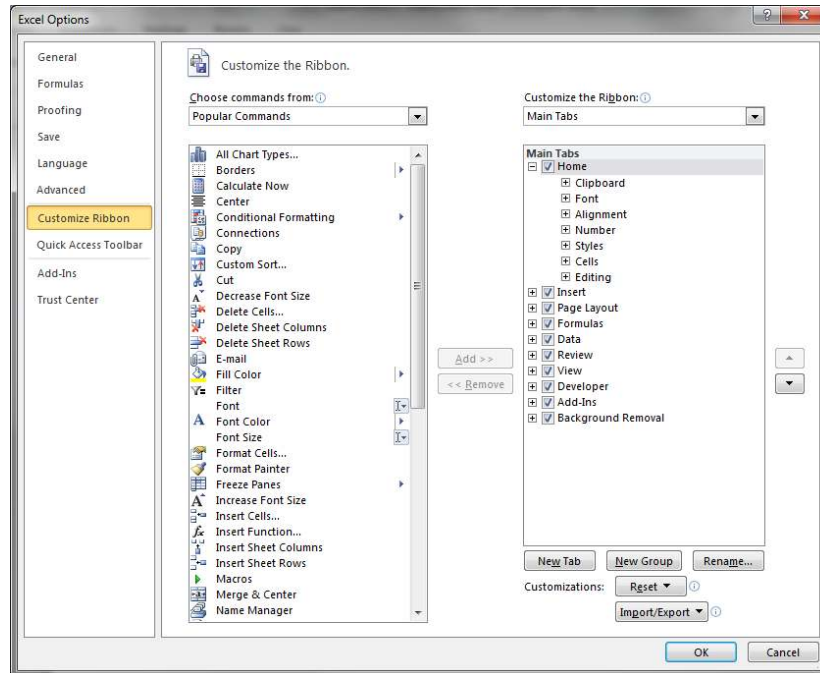 Excel Options
General
Formulas
Proofing
Save
Language
Advanced
Customize Ribbon
Quick Access Toolbar
Add-Ins
Trust Center
Customize the Ribbon.
Choose commands from:
Popular Commands
All Chart Types...
Borders
Calculate Now
Center
Conditional Formatting
Connections
Copy
Custom Sort...
Cut
Decrease Font Size
Delete Cells...
Delete Sheet Columns
Delete Sheet Rows
E-mail
Fill Color
Filter
Font
Font Color
Font Size
Format Cells...
Format Painter
Freeze Panes
Increase Font Size
Insert Cells...
Insert Function...
Insert Sheet Columns
Insert Sheet Rows
Macros
Merge & Center
Name Manager
Add >>
<< Remove
Customize the Ribbon:
Main Tabs
Main Tabs
Home
Clipboard
Font
Alignment
Number
Styles
Cells
Editing
Insert
Page Layout
Formulas
Data
Review
View
Developer
Add-Ins
Background Removal
New Tab New Group Rename...
Customizations: Reset
Import/Export
OK Cancel